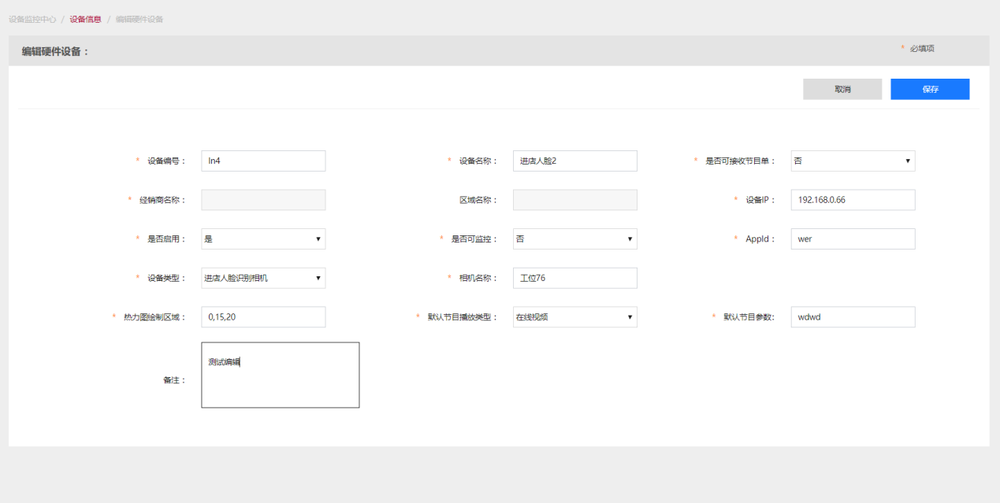 设备监控中心 / 设备信息 / 编辑硬件设备
编辑硬件设备：
* 必填项
取消 保存
* 设备编号： In4 * 设备名称： 进店人脸2 * 是否可接收节目单： 否
* 经销商名称： 区域名称： * 设备IP： 192.168.0.66
* 是否启用： 是 * 是否可监控： 否 * AppId： wer
* 设备类型： 进店人脸识别相机 * 相机名称： 工位76
* 热力图绘制区域： 0,15,20 * 默认节目播放类型： 在线视频 * 默认节目参数: wdwd
备注： 测试编辑